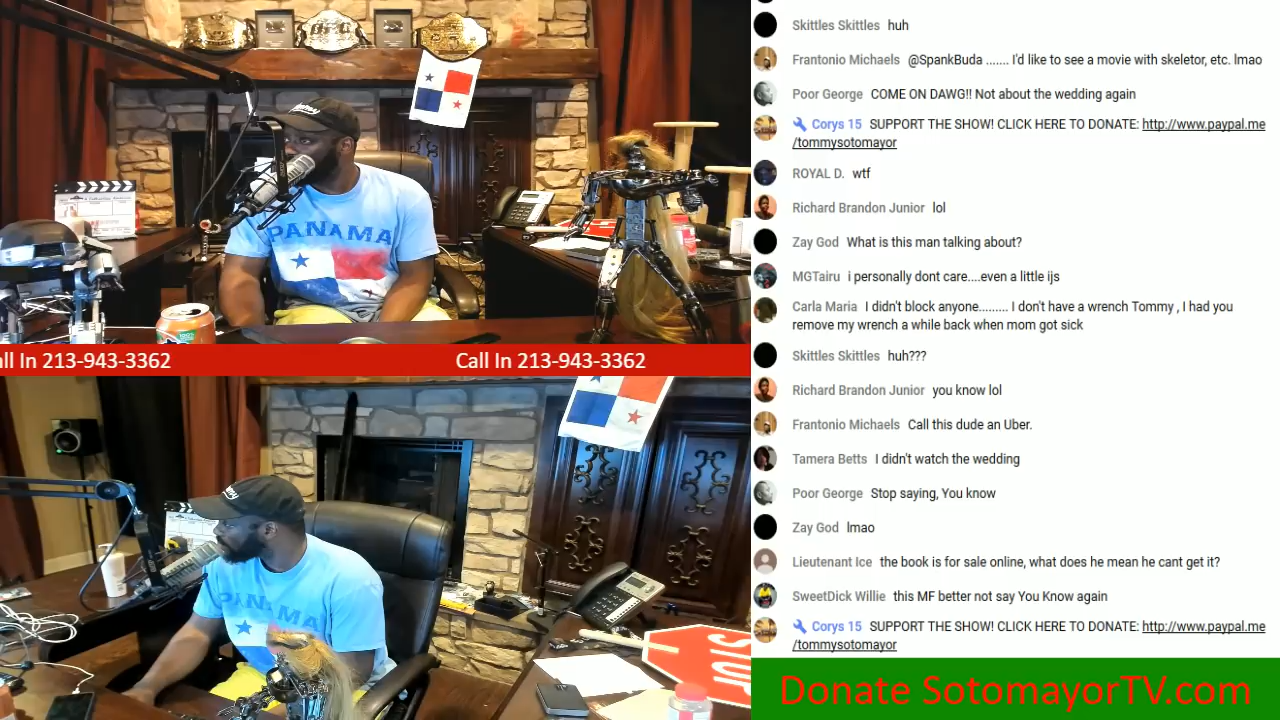 PANAMA
all In 213-943-3362
Call In 213-943-3362
PANAMA
Skittles Skittles huh
Frantonio Michaels @SpankBuda ....... I'd like to see a movie with skeletor, etc. lmao
Poor George COME ON DAWG!! Not about the wedding again
Corys 15 SUPPORT THE SHOW! CLICK HERE TO DONATE: http://www.paypal.me
/tommysotomayor
ROYAL D. wtf
Richard Brandon Junior lol
Zay God What is this man talking about?
MGTairu i personally dont care....even a little ijs
Carla Maria I didn't block anyone......... I don't have a wrench Tommy , I had you
remove my wrench a while back when mom got sick
Skittles Skittles huh???
Richard Brandon Junior you know lol
Frantonio Michaels Call this dude an Uber.
Tamera Betts I didn't watch the wedding
Poor George Stop saying, You know
Zay God lmao
Lieutenant Ice the book is for sale online, what does he mean he cant get it?
SweetDick Willie this MF better not say You Know again
Corys 15 SUPPORT THE SHOW! CLICK HERE TO DONATE: http://www.paypal.me
/tommysotomayor
Donate SotomayorTV.com